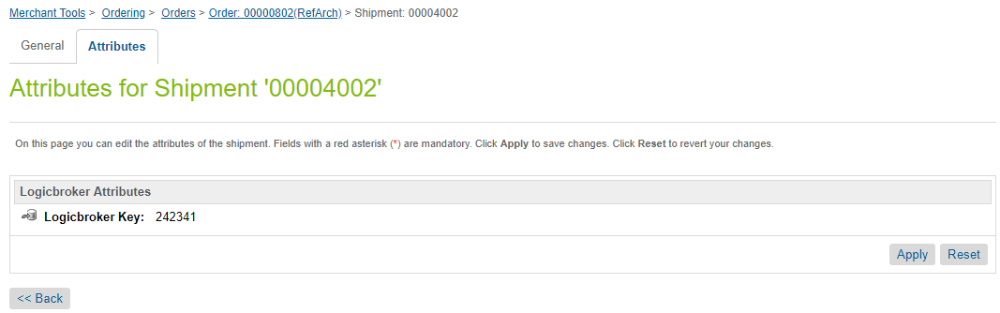 Merchant Tools > Ordering > Orders > Order: 00000802(RefArch) > Shipment: 00004002
General Attributes
Attributes for Shipment '00004002'
On this page you can edit the attributes of the shipment. Fields with a red asterisk (*) are mandatory. Click Apply to save changes. Click Reset to revert your changes.
Logicbroker Attributes
Logicbroker Key: 242341
Apply Reset
<< Back